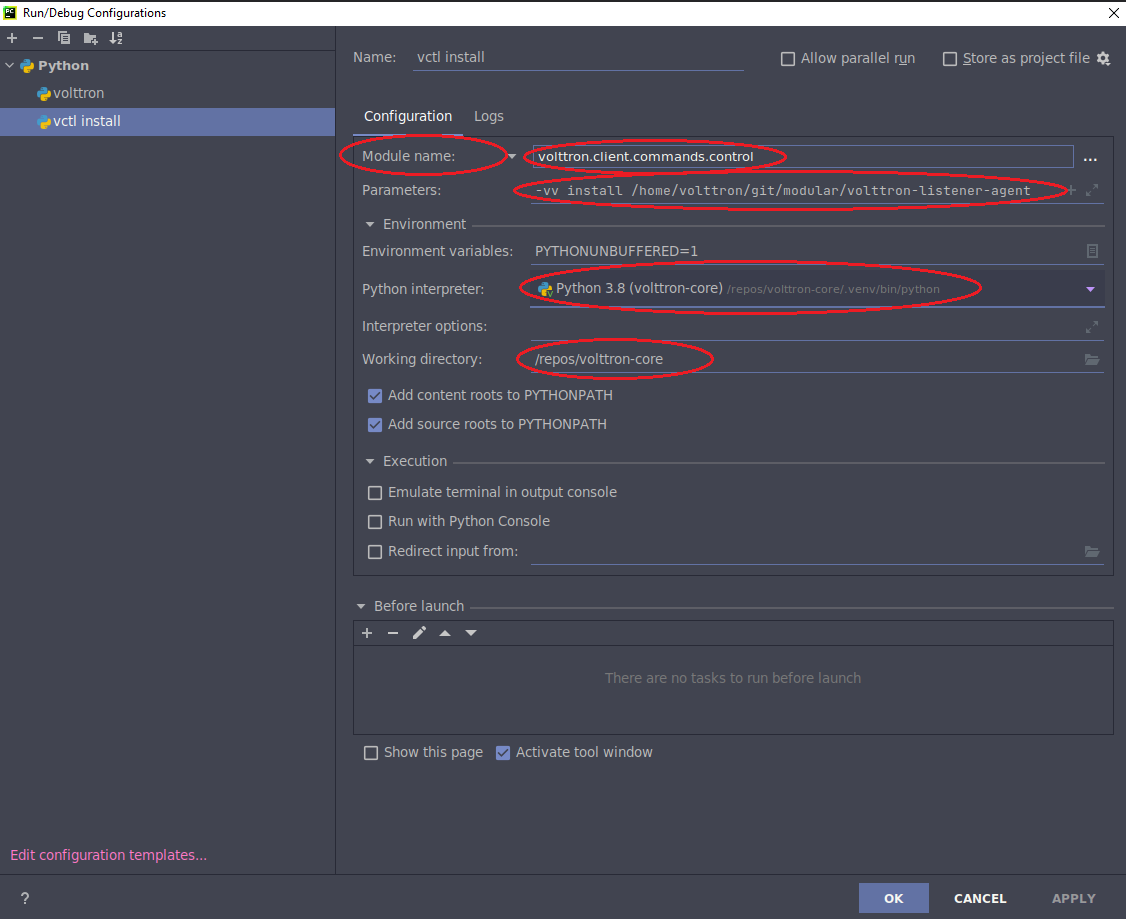 PC Run/Debug Configurations
Name: vctl install
Allow parallel run
Store as project file
Python
volttron
vctl install
Configuration Logs
Module name: volttron.client.commands.control ...
Parameters: -vv install /home/volttron/git/modular/volttron-listener-agent
Environment
Environment variables: PYTHONUNBUFFERED=1
Python interpreter: Python 3.8 (volttron-core) /repos/volttron-core/.venv/bin/python
Interpreter options:
Working directory: /repos/volttron-core
Add content roots to PYTHONPATH
Add source roots to PYTHONPATH
Execution
Emulate terminal in output console
Run with Python Console
Redirect input from:
Before launch
There are no tasks to run before launch
Show this page Activate tool window
Edit configuration templates...
? OK CANCEL APPLY